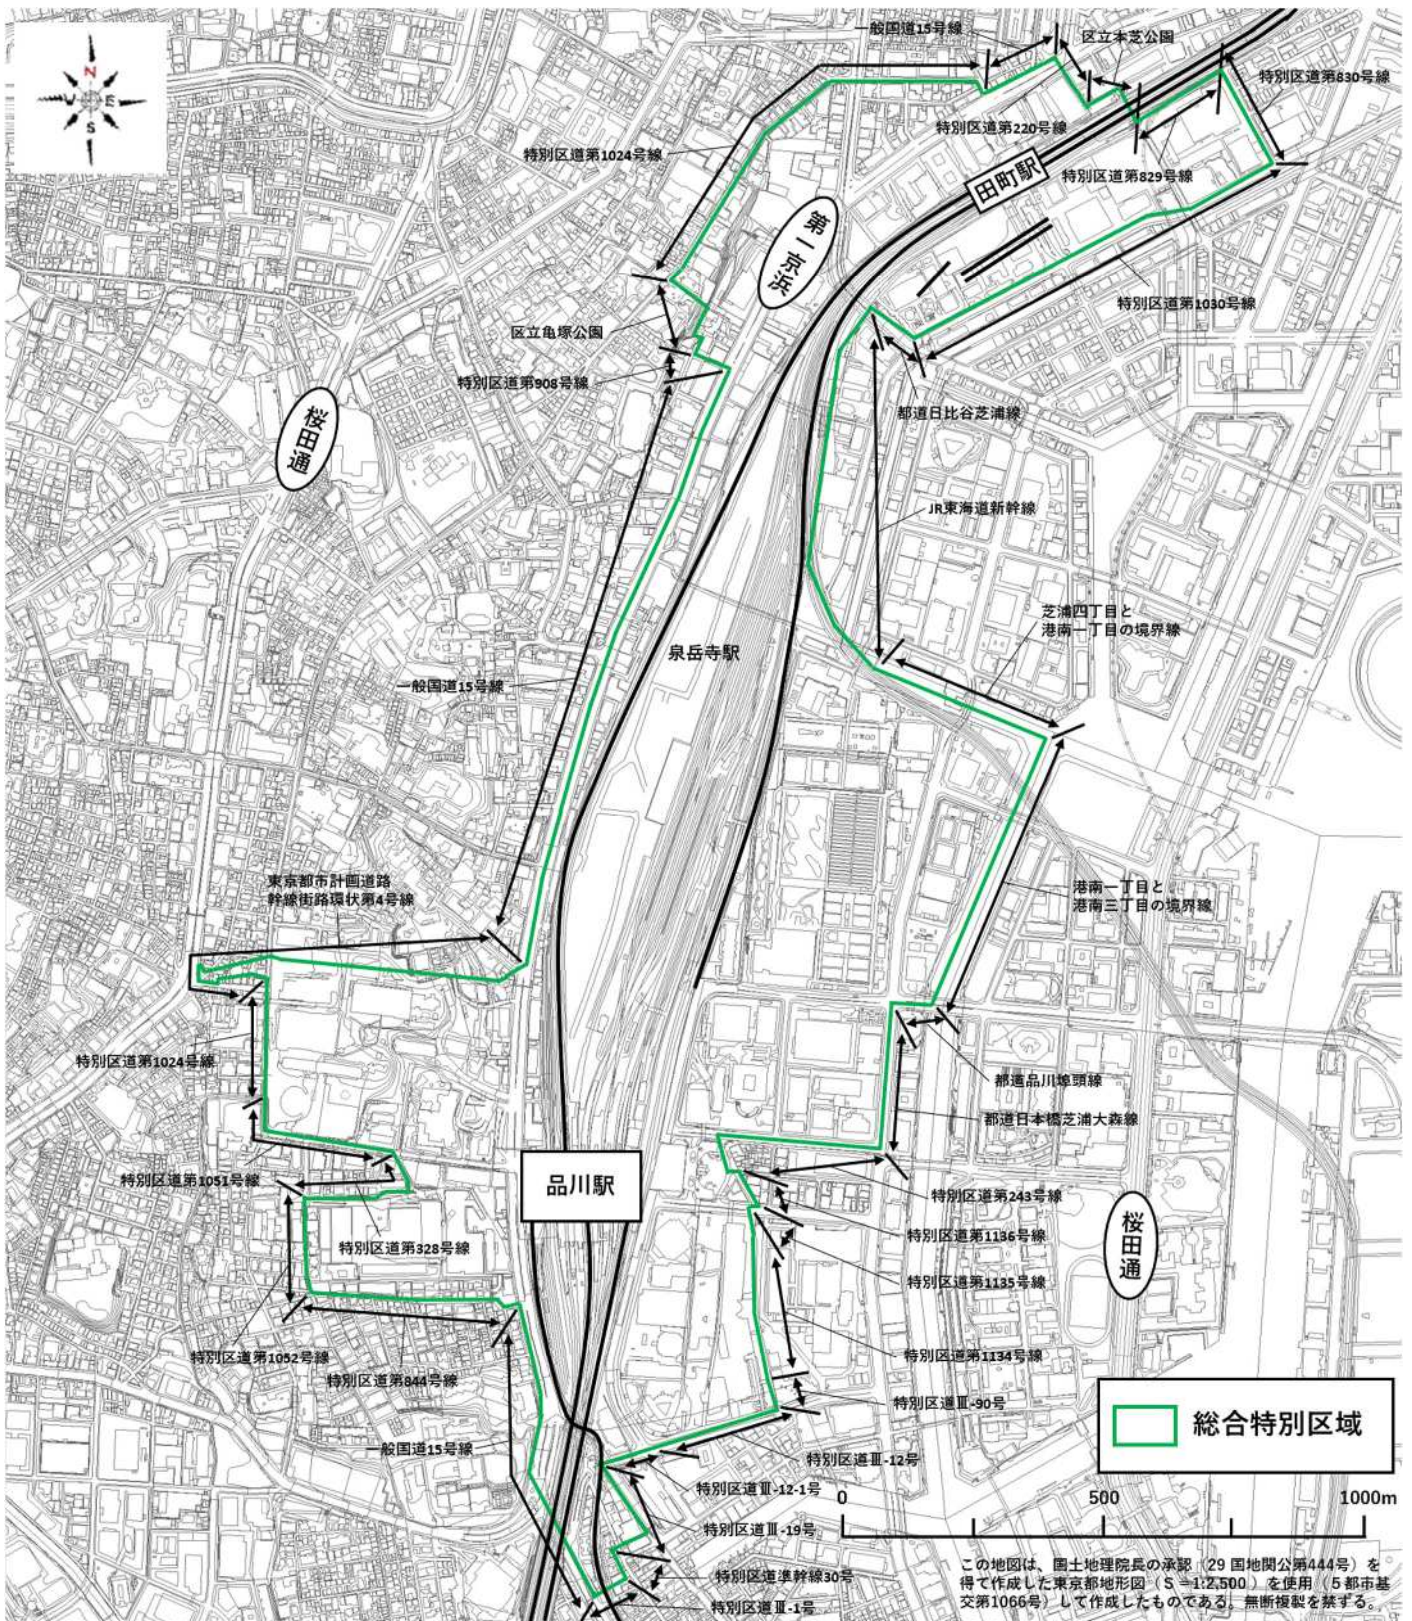 N
E
S
一般国道15号線
区立本芝公園
特別区道第830号線
特別区道第220号線
特別区道第1024号線
田町駅
特別区道第829号線
第一京浜
特別区道第1030号線
区立亀塚公園
特別区道第908号線
都道日比谷芝浦線
桜田通
JR東海道新幹線
芝浦四丁目と
港南一丁目の境界線
泉岳寺駅
一般国道15号線
東京都市計画道路
幹線街路環状第4号線
港南一丁目と
港南三丁目の境界線
特別区道第1024号線
都道品川埠頭線
都道日本橋芝浦大森線
特別区道第1051号線
品川駅
特別区道第243号線
特別区道第328号線
特別区道第1136号線
桜田通
特別区道第1135号線
特別区道第1052号線
特別区道第1134号線
特別区道第844号線
特別区道Ⅲ-90号
総合特別区域
一般国道15号線
特別区道Ⅲ-12号
特別区道Ⅲ-12-1号
0 500 1000m
特別区道Ⅲ-19号
特別区道準幹線30号
特別区道Ⅲ-1号
この地図は、国土地理院長の承認（29 国地関公第444号）を
得て作成した東京都地形図（S＝1:2,500）を使用（5都市基
交第1066号）して作成したものである。無断複製を禁ずる。